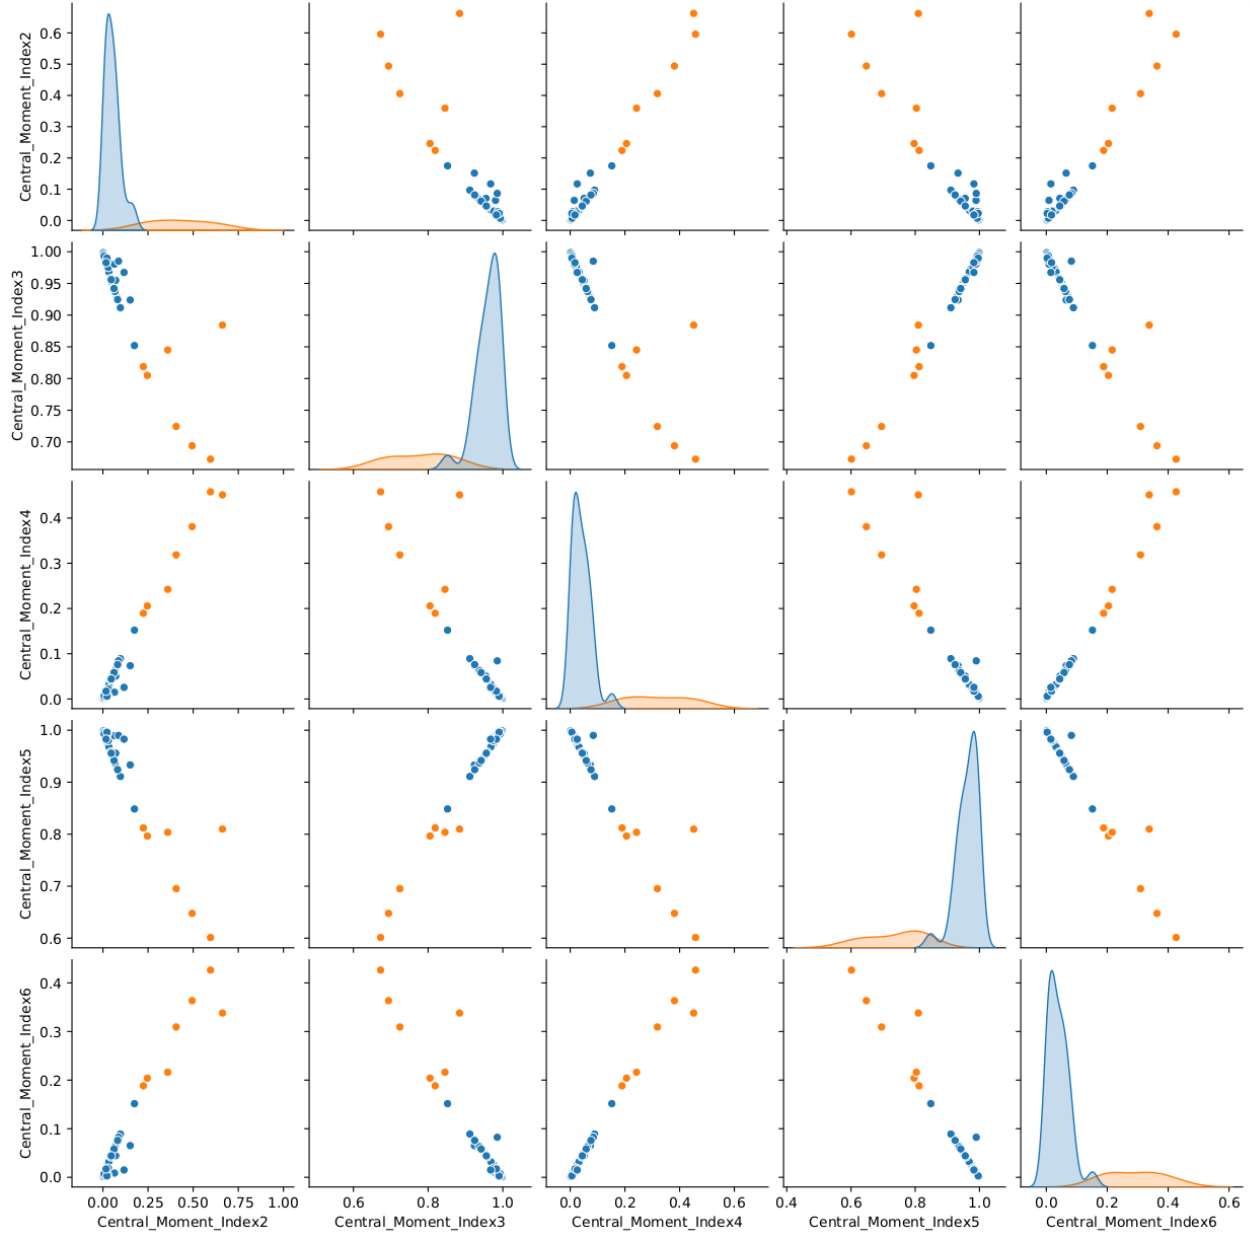 Central_Moment_Index2
0.6
0.5
0.4
0.3
0.2
0.1
0.0
Central_Moment_Index3
1.00
0.95
0.90
0.85
0.80
0.75
0.70
Central_Moment_Index4
0.4
0.3
0.2
0.1
0.0
Central_Moment_Index5
1.0
0.9
0.8
0.7
0.6
Central_Moment_Index6
0.4
0.3
0.2
0.1
0.0
0.00 0.25 0.50 0.75 1.00
Central_Moment_Index2
0.6 0.8 1.0
Central_Moment_Index3
0.0 0.2 0.4 0.6
Central_Moment_Index4
0.4 0.6 0.8 1.0
Central_Moment_Index5
0.0 0.2 0.4 0.6
Central_Moment_Index6